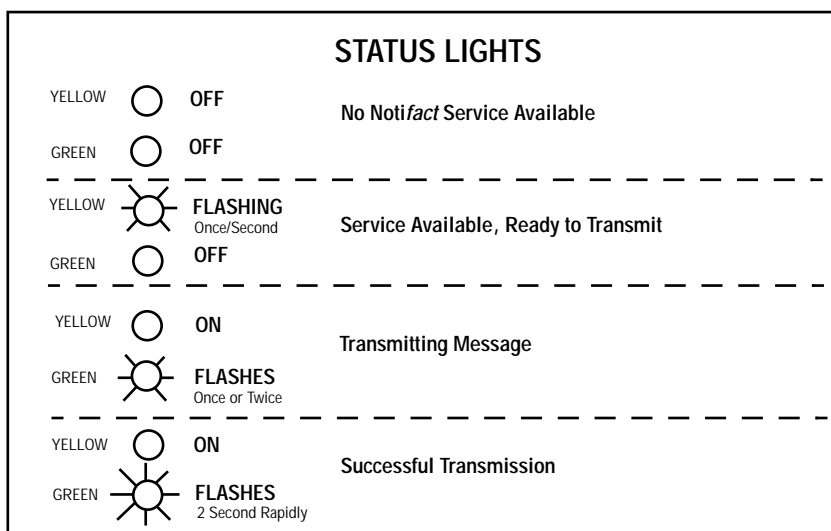 STATUS LIGHTS
YELLOW OFF
No Notifact Service Available
GREEN OFF
YELLOW FLASHING
Once/Second
Service Available, Ready to Transmit
GREEN OFF
YELLOW ON
Transmitting Message
GREEN FLASHES
Once or Twice
YELLOW ON
Successful Transmission
GREEN FLASHES
2 Second Rapidly